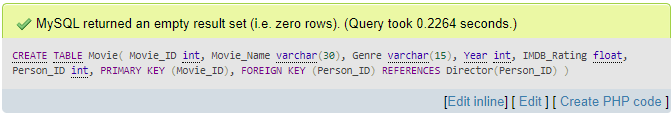 MySQL returned an empty result set (i.e. zero rows). (Query took 0.2264 seconds.)
CREATE TABLE Movie( Movie_ID int, Movie_Name varchar(30), Genre varchar(15), Year int, IMDB_Rating float,
Person_ID int, PRIMARY KEY (Movie_ID), FOREIGN KEY (Person_ID) REFERENCES Director(Person_ID) )
[Edit inline] [ Edit ] [ Create PHP code ]